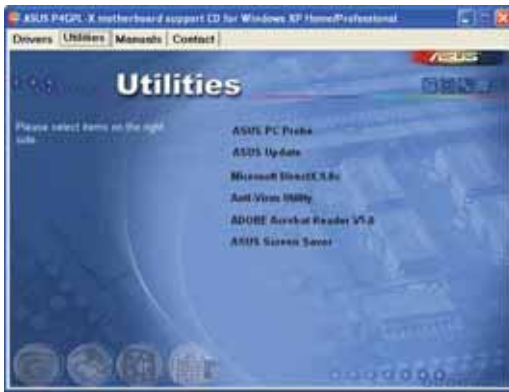 ASUS P4GPL-X motherboard support CD for Windows XP Home/Professional
Drivers Utilities Manuals Contact
ASUS
Utilities
Please select items on the right
side.
ASUS PC Probe
ASUS Update
Microsoft DirectX 9.0c
Anti-Virus Utility
ADOBE Acrobat Reader V5.0
ASUS Screen Saver